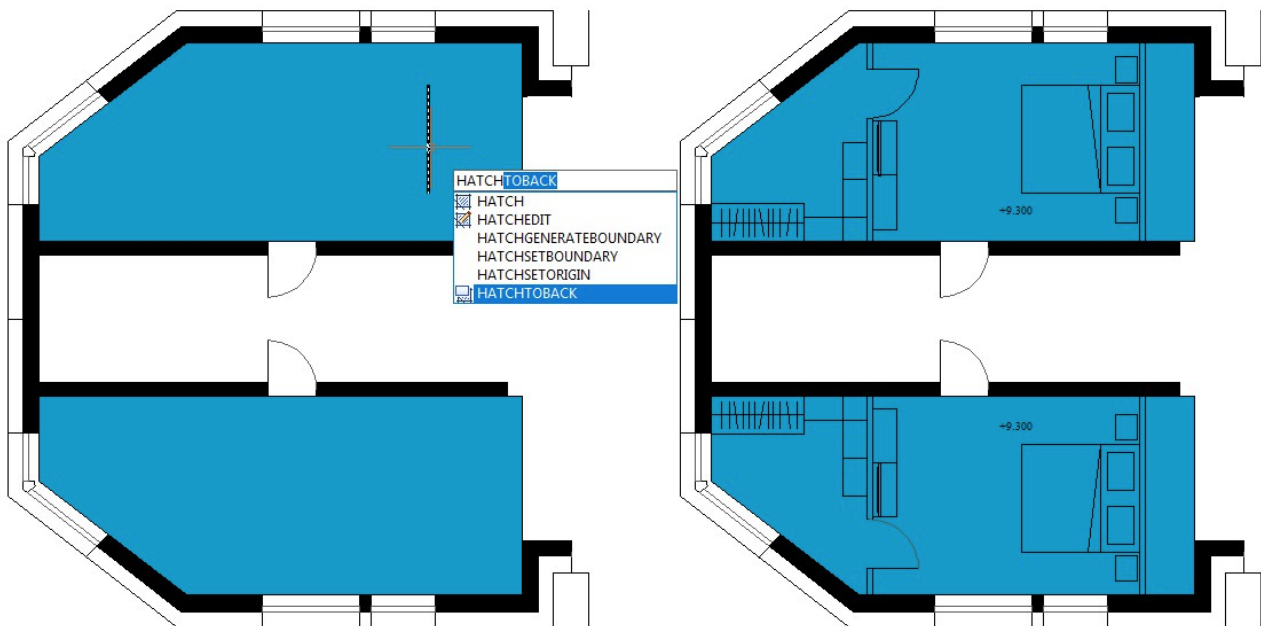 HATCHTOBACK
HATCH
HATCHEDIT
HATCHGENERATEBOUNDARY
HATCHSETBOUNDARY
HATCHSETORIGIN
HATCHTOBACK
+9.300
+9.300